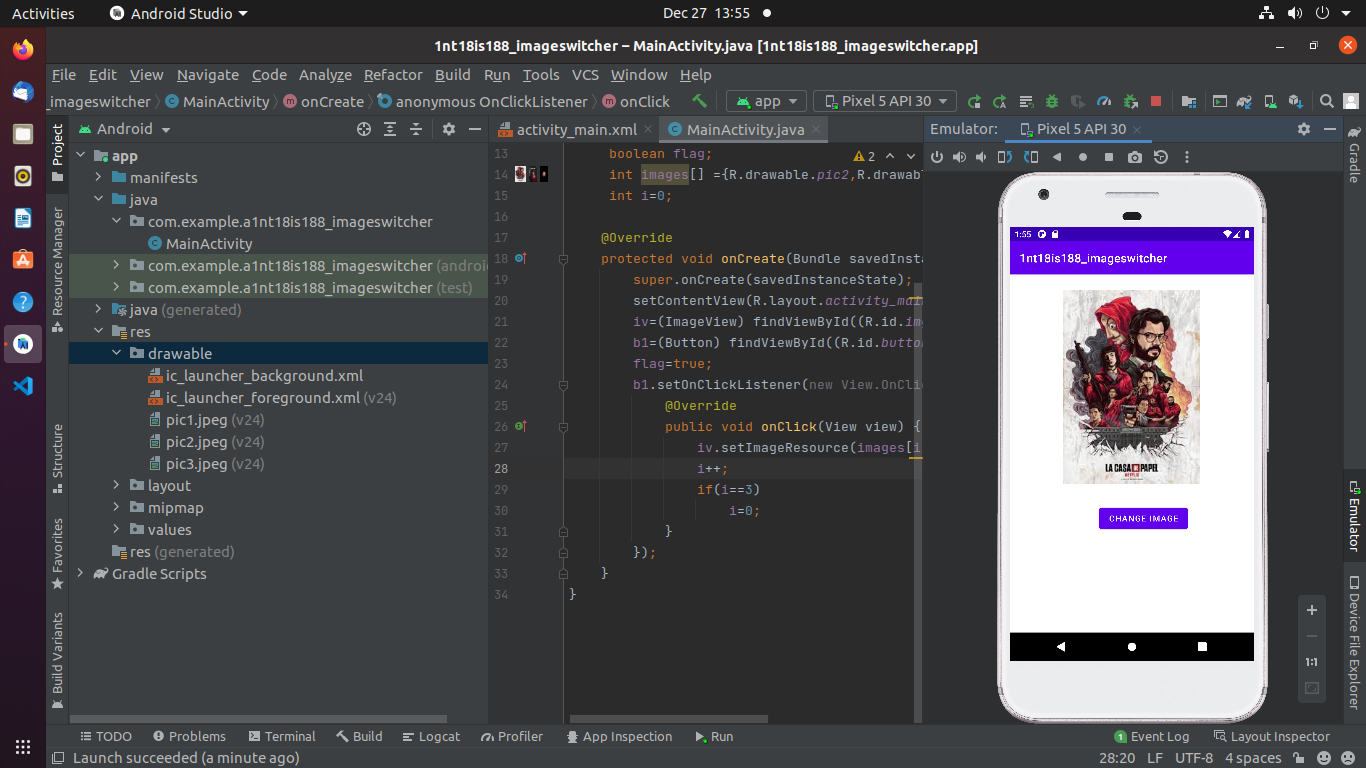 Activities Android Studio Dec 27 13:55
1nt18is188_imageswitcher – MainActivity.java [1nt18is188_imageswitcher.app]
File Edit View Navigate Code Analyze Refactor Build Run Tools VCS Window Help
_imageswitcher MainActivity onCreate anonymous OnClickListener onClick app Pixel 5 API 30
Project
Resource Manager
Structure
Favorites
Build Variants
Android
app
manifests
java
com.example.a1nt18is188_imageswitcher
MainActivity
com.example.a1nt18is188_imageswitcher (android
com.example.a1nt18is188_imageswitcher (test)
java (generated)
res
drawable
ic_launcher_background.xml
ic_launcher_foreground.xml (v24)
pic1.jpeg (v24)
pic2.jpeg (v24)
pic3.jpeg (v24)
layout
mipmap
values
res (generated)
Gradle Scripts
activity_main.xml MainActivity.java
2
13 boolean flag;
14 int images[] ={R.drawable.pic2,R.drawab
15 int i=0;
16
17 @Override
18 protected void onCreate(Bundle savedInsta
19 super.onCreate(savedInstanceState);
20 setContentView(R.layout.activity_mai
21 iv=(ImageView) findViewById((R.id.im
22 b1=(Button) findViewById((R.id.butto
23 flag=true;
24 b1.setOnClickListener(new View.OnCli
25 @Override
26 public void onClick(View view) {
27 iv.setImageResource(images[i
28 i++;
29 if(i==3)
30 i=0;
31 }
32 });
33 }
34 }
Emulator: Pixel 5 API 30
1:55
1nt18is188_imageswitcher
LA CASA DE PAPEL
NETFLIX
CHANGE IMAGE
1:1
Gradle
Emulator
Device File Explorer
TODO Problems Terminal Build Logcat Profiler App Inspection Run 1 Event Log Layout Inspector
Launch succeeded (a minute ago) 28:20 LF UTF-8 4 spaces